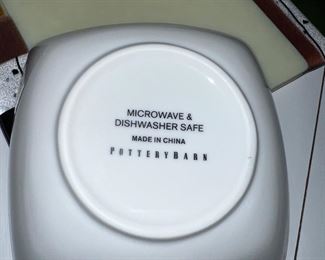 MICROWAVE &
DISHWASHER SAFE
MADE IN CHINA
POTTERYBARN